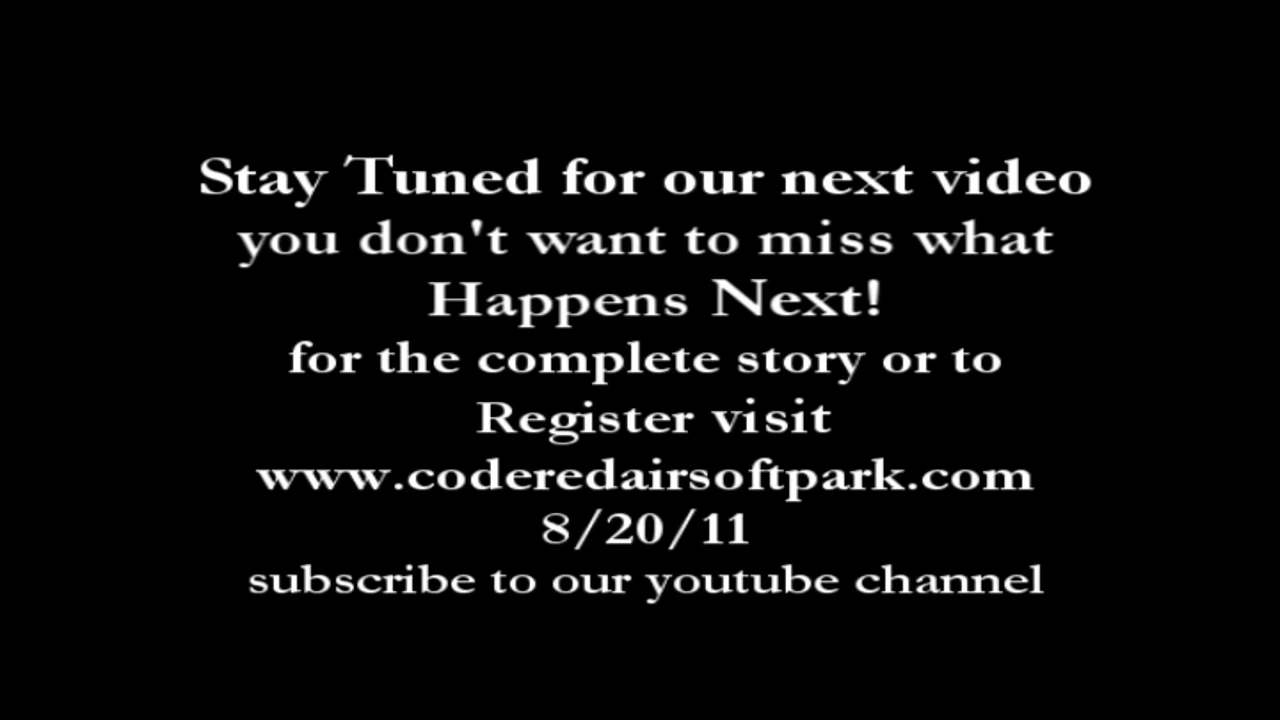 Stay Tuned for our next video
you don't want to miss what
Happens Next!
for the complete story or to
Register visit
www.coderedairsoftpark.com
8/20/11
subscribe to our youtube channel